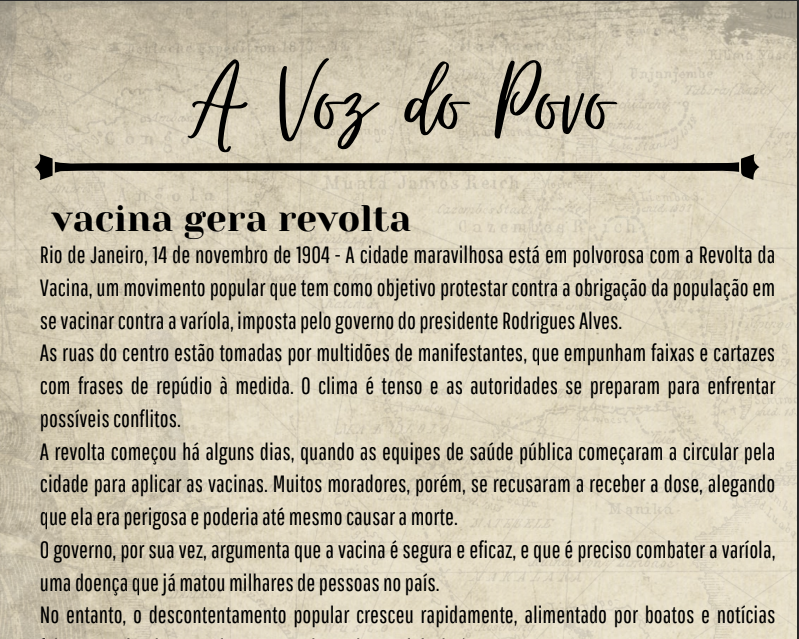 A Voz do Povo
vacina gera revolta
Rio de Janeiro, 14 de novembro de 1904 - A cidade maravilhosa está em polvorosa com a Revolta da
Vacina, um movimento popular que tem como objetivo protestar contra a obrigação da população em
se vacinar contra a varíola, imposta pelo governo do presidente Rodrigues Alves.
As ruas do centro estão tomadas por multidões de manifestantes, que empunham faixas e cartazes
com frases de repúdio à medida. O clima é tenso e as autoridades se preparam para enfrentar
possíveis conflitos.
A revolta começou há alguns dias, quando as equipes de saúde pública começaram a circular pela
cidade para aplicar as vacinas. Muitos moradores, porém, se recusaram a receber a dose, alegando
que ela era perigosa e poderia até mesmo causar a morte.
O governo, por sua vez, argumenta que a vacina é segura e eficaz, e que é preciso combater a varíola,
uma doença que já matou milhares de pessoas no país.
No entanto, o descontentamento popular cresceu rapidamente, alimentado por boatos e notícias